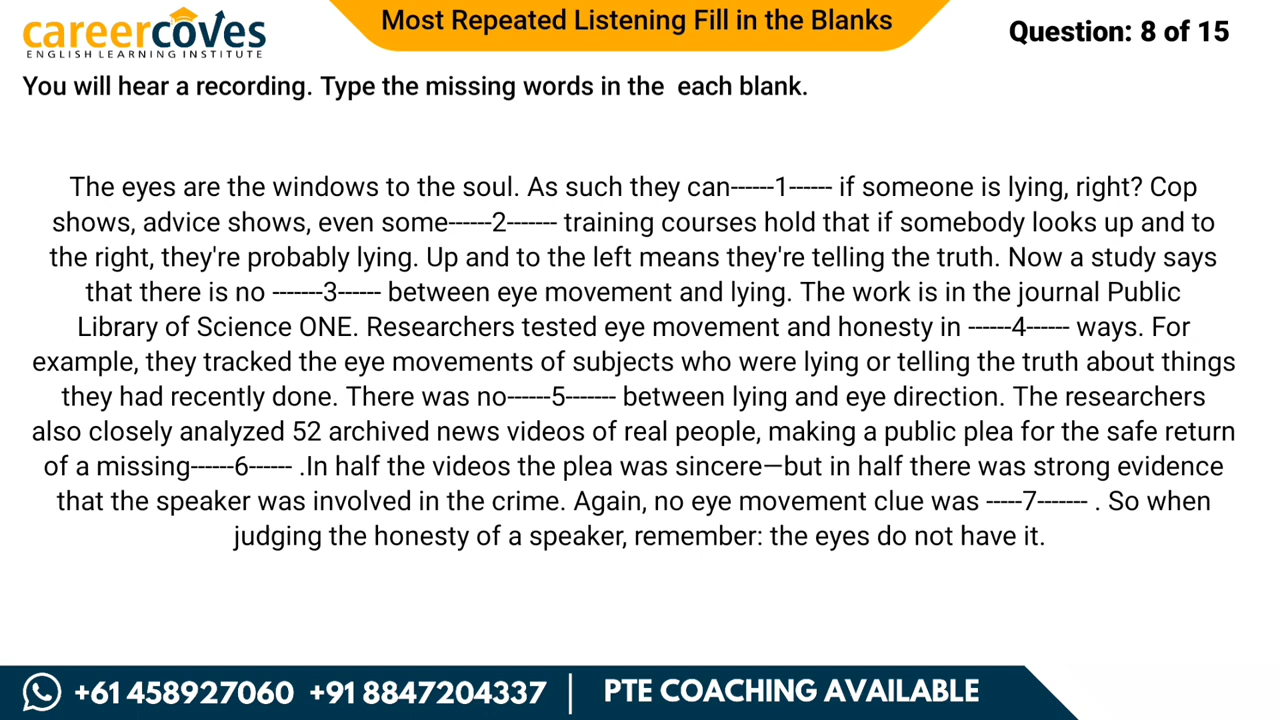 careercoves
ENGLISH LEARNING INSTITUTE
Most Repeated Listening Fill in the Blanks
Question: 8 of 15
You will hear a recording. Type the missing words in the  each blank.
The eyes are the windows to the soul. As such they can------1------ if someone is lying, right? Cop
shows, advice shows, even some------2------- training courses hold that if somebody looks up and to
the right, they're probably lying. Up and to the left means they're telling the truth. Now a study says
that there is no -------3------ between eye movement and lying. The work is in the journal Public
Library of Science ONE. Researchers tested eye movement and honesty in ------4------ ways. For
example, they tracked the eye movements of subjects who were lying or telling the truth about things
they had recently done. There was no------5------- between lying and eye direction. The researchers
also closely analyzed 52 archived news videos of real people, making a public plea for the safe return
of a missing------6------ .In half the videos the plea was sincere—but in half there was strong evidence
that the speaker was involved in the crime. Again, no eye movement clue was -----7------- . So when
judging the honesty of a speaker, remember: the eyes do not have it.
+61 458927060 +91 8847204337
PTE COACHING AVAILABLE